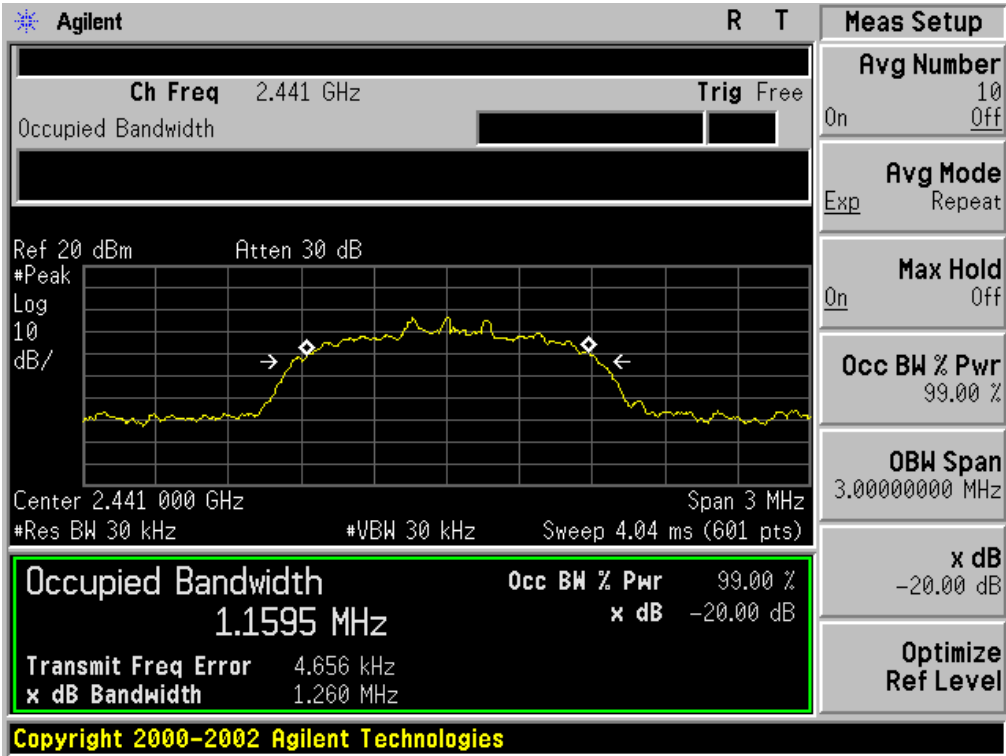 Agilent R T Meas Setup
Ch Freq 2.441 GHz Trig Free
Occupied Bandwidth
Ref 20 dBm Atten 30 dB
#Peak
Log
10
dB/
Center 2.441 000 GHz Span 3 MHz
#Res BW 30 kHz #VBW 30 kHz Sweep 4.04 ms (601 pts)
Occupied Bandwidth Occ BW % Pwr 99.00 %
1.1595 MHz x dB -20.00 dB
Transmit Freq Error 4.656 kHz
x dB Bandwidth 1.260 MHz
Copyright 2000-2002 Agilent Technologies
Avg Number
10
On Off
Avg Mode
Exp Repeat
Max Hold
On Off
Occ BW % Pwr
99.00 %
OBW Span
3.00000000 MHz
x dB
-20.00 dB
Optimize
Ref Level